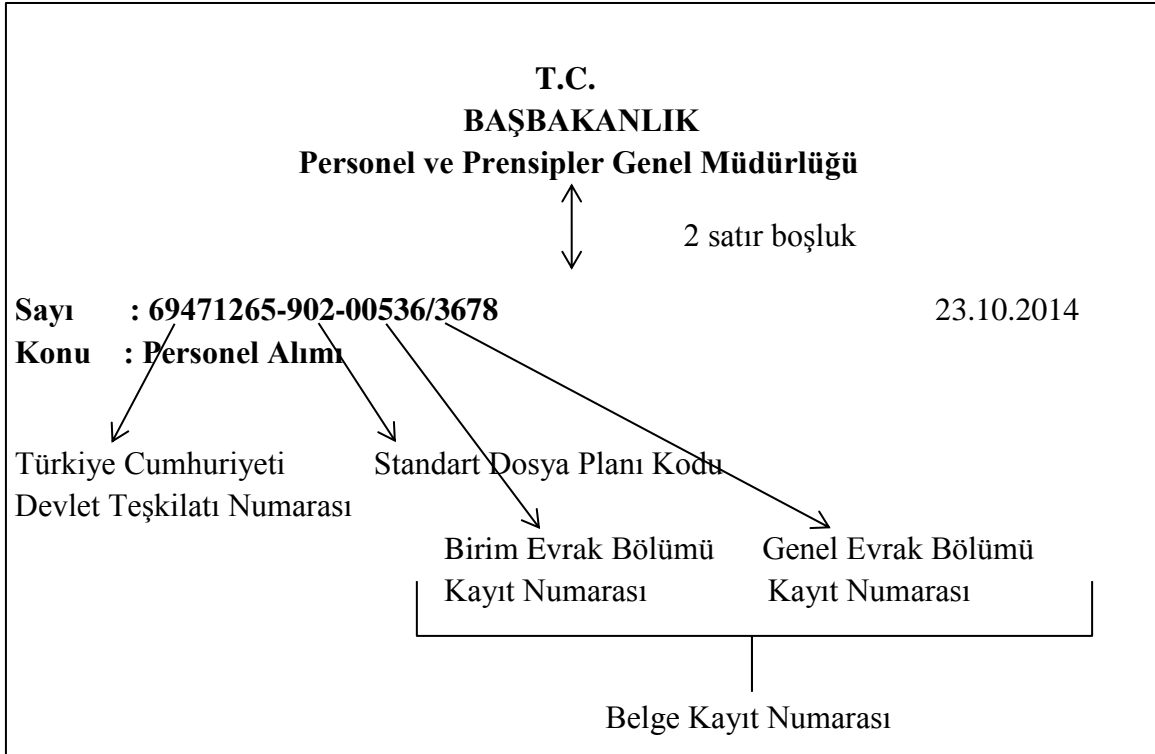 T.C.
BAŞBAKANLIK
Personel ve Prensipler Genel Müdürlüğü
2 satır boşluk
Sayı : 69471265-902-00536/3678 23.10.2014
Konu : Personel Alımı
Türkiye Cumhuriyeti Standart Dosya Planı Kodu
Devlet Teşkilatı Numarası
Birim Evrak Bölümü Genel Evrak Bölümü
Kayıt Numarası Kayıt Numarası
Belge Kayıt Numarası